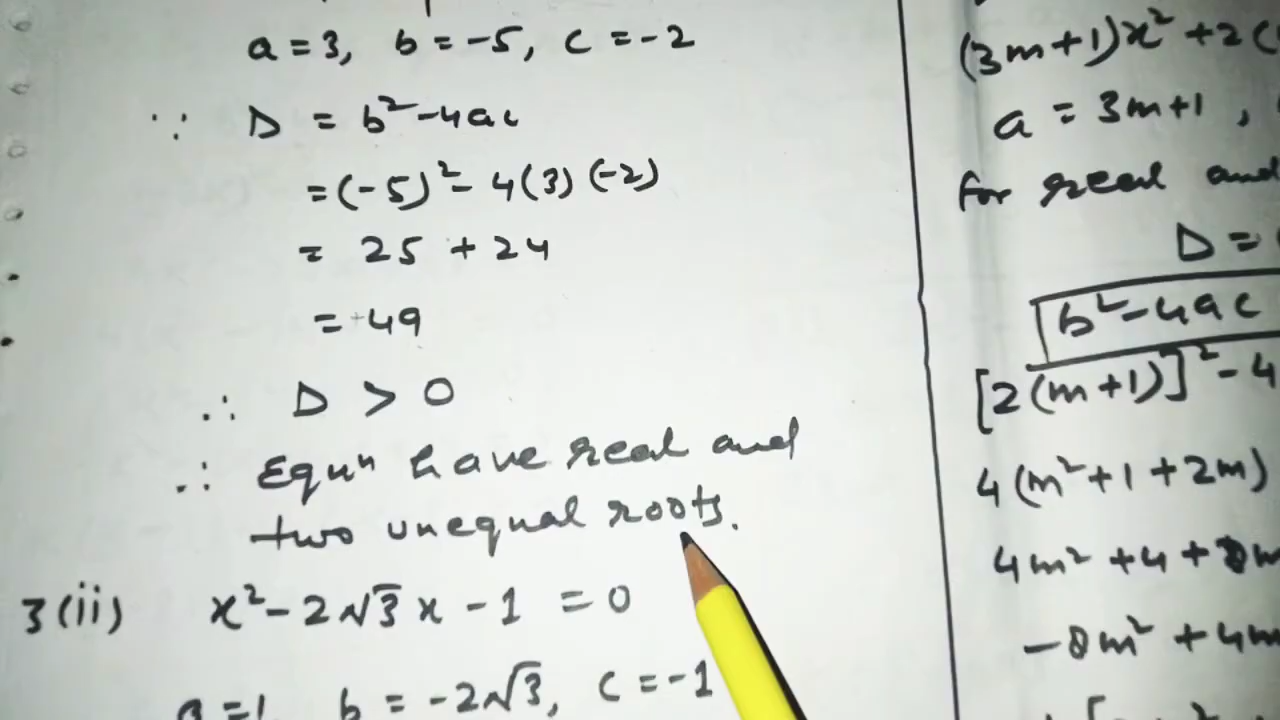 a = 3, b = -5, c = -2
∵ D = b² - 4ac
= (-5)² - 4(3)(-2)
= 25 + 24
= +49
∴ D > 0
∴ Equⁿ have real and
two unequal roots.
3(ii) x² - 2√3 x - 1 = 0
a = 1, b = -2√3, c = -1
(3m+1)x² + 2(
a = 3m+1,
for real and
D =
b² - 4ac
[2(m+1)]² - 4
4(m² + 1 + 2m)
4m² + 4 + 8m
-8m² + 4m